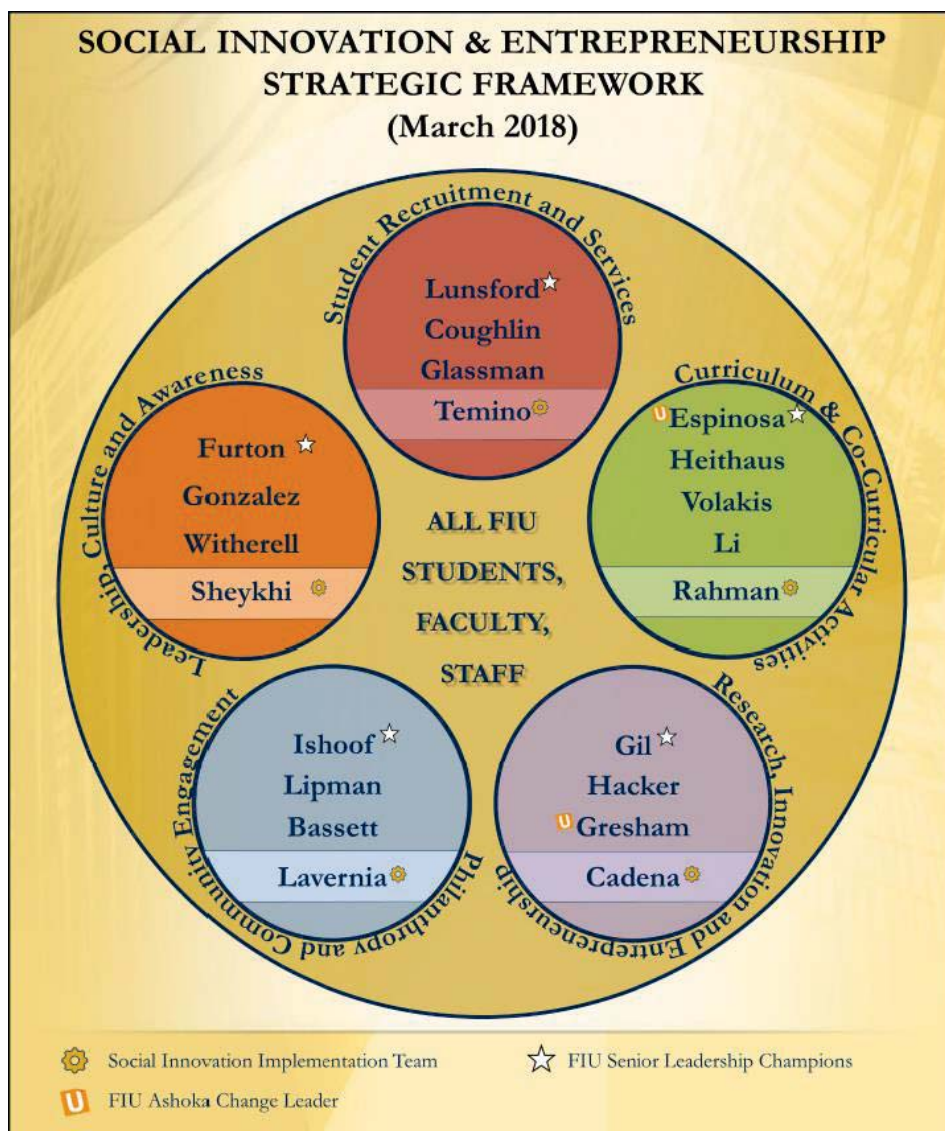 SOCIAL INNOVATION & ENTREPRENEURSHIP
STRATEGIC FRAMEWORK
(March 2018)
Student Recruitment and Services
Lunsford
Coughlin
Glassman
Temino
Leadership, Culture and Awareness
Furton
Gonzalez
Witherell
Sheykhi
Curriculum & Co-Curricular Activities
U Espinosa
Heithaus
Volakis
Li
Rahman
ALL FIU
STUDENTS,
FACULTY,
STAFF
Philanthropy and Community Engagement
Ishoof
Lipman
Bassett
Lavernia
Research, Innovation and Entrepreneurship
Gil
Hacker
U Gresham
Cadena
Social Innovation Implementation Team
FIU Senior Leadership Champions
U FIU Ashoka Change Leader